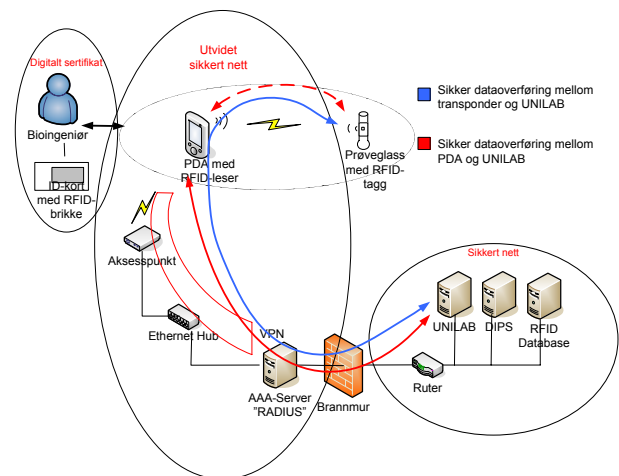 Utvidet
sikkert nett
Digitalt sertifikat
Bioingeniør
ID-kort
med RFID-
brikke
PDA med
RFID-leser
Prøveglass
med RFID-
tagg
Sikker dataoverføring mellom
transponder og UNILAB
Sikker dataoverføring mellom
PDA og UNILAB
Aksesspunkt
Ethernet Hub
VPN
AAA-Server
"RADIUS"
Brannmur
Sikkert nett
UNILAB
DIPS
RFID
Database
Ruter